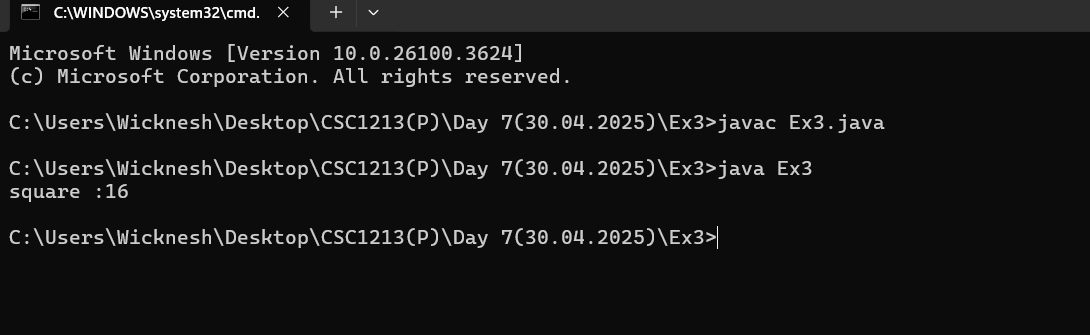 C:\WINDOWS\system32\cmd.
Microsoft Windows [Version 10.0.26100.3624]
(c) Microsoft Corporation. All rights reserved.
C:\Users\Wicknesh\Desktop\CSC1213(P)\Day 7(30.04.2025)\Ex3>javac Ex3.java
C:\Users\Wicknesh\Desktop\CSC1213(P)\Day 7(30.04.2025)\Ex3>java Ex3
square :16
C:\Users\Wicknesh\Desktop\CSC1213(P)\Day 7(30.04.2025)\Ex3>